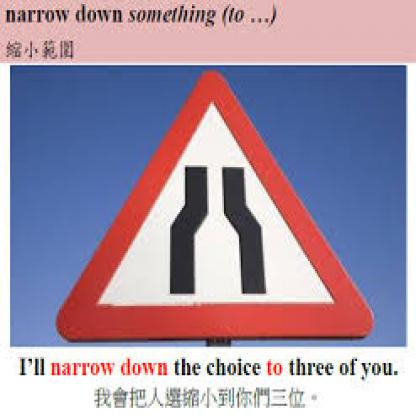 narrow down something (to …)
縮小範圍
I'll narrow down the choice to three of you.
我會把人選縮小到你們三位。